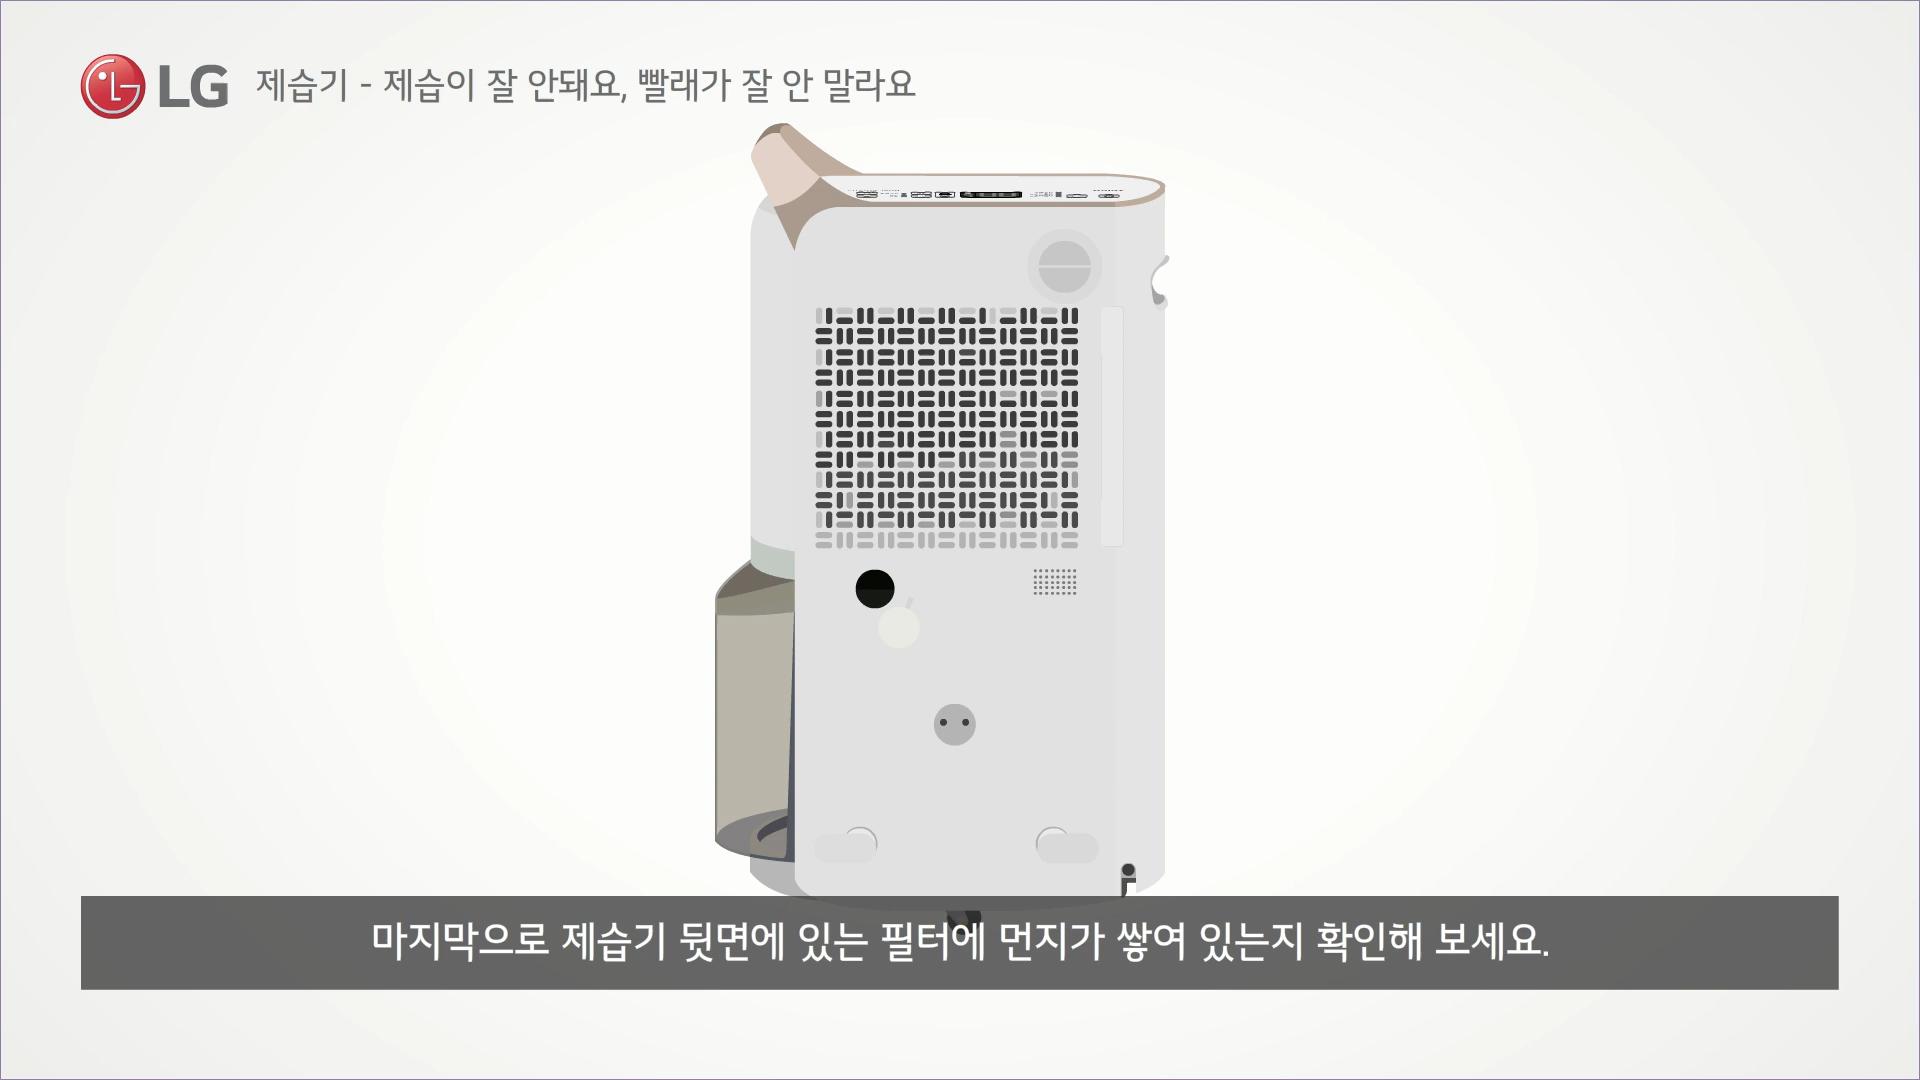 LG 제습기 - 제습이 잘 안돼요, 빨래가 잘 안 말라요
마지막으로 제습기 뒷면에 있는 필터에 먼지가 쌓여 있는지 확인해 보세요.